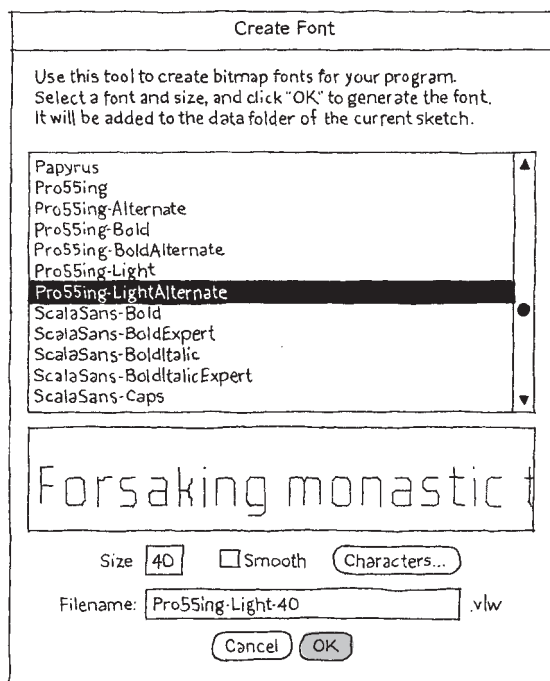 Create Font
Use this tool to create bitmap fonts for your program.
Select a font and size, and click "OK" to generate the font.
It will be added to the data folder of the current sketch.
Papyrus
Pro55ing
Pro55ing-Alternate
Pro55ing-Bold
Pro55ing-BoldAlternate
Pro55ing-Light
Pro55ing-LightAlternate
ScalaSans-Bold
ScalaSans-BoldExpert
ScalaSans-BoldItalic
ScalaSans-BoldItalicExpert
ScalaSans-Caps
Forsaking monastic t
Size 40 Smooth Characters...
Filename: Pro55ing-Light-40 .vlw
Cancel OK